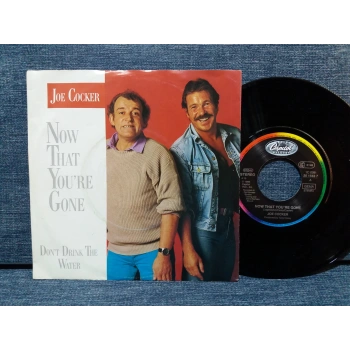 JOE COCKER
NOW
THAT
YOU'RE
GONE
DON'T DRINK THE
WATER
Capitol
STEREO
NOW THAT YOU'RE GONE
JOE COCKER